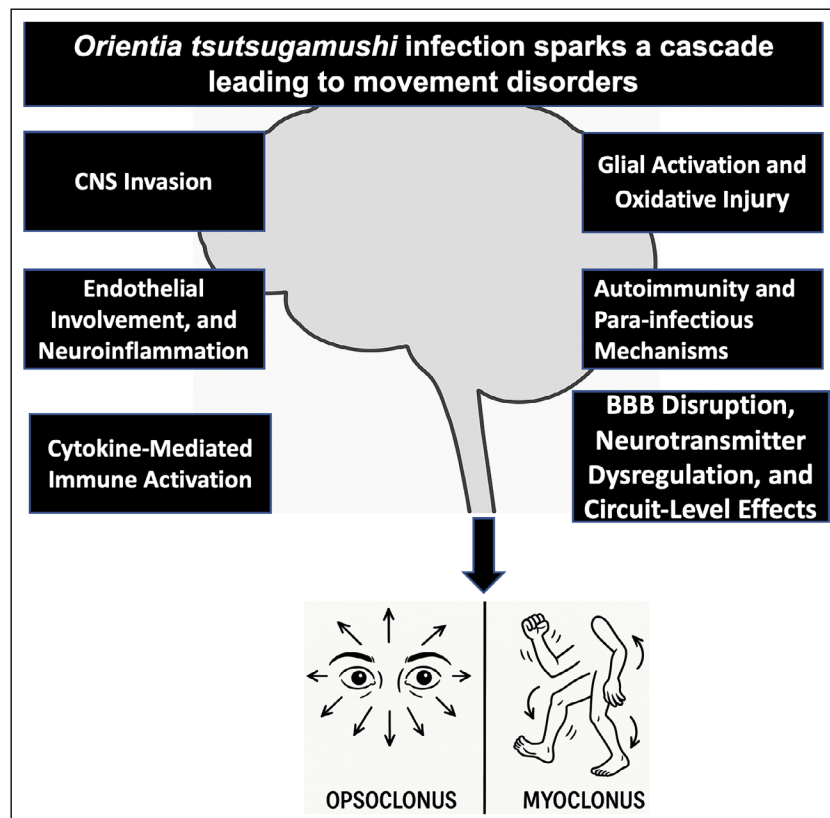 Orientia tsutsugamushi infection sparks a cascade
leading to movement disorders
CNS Invasion
Endothelial
Involvement, and
Neuroinflammation
Cytokine-Mediated
Immune Activation
Glial Activation and
Oxidative Injury
Autoimmunity and
Para-infectious
Mechanisms
BBB Disruption,
Neurotransmitter
Dysregulation, and
Circuit-Level Effects
OPSOCLONUS
MYOCLONUS